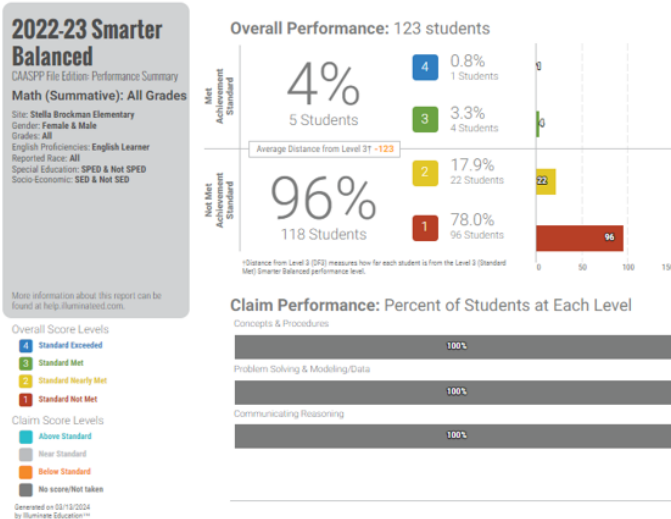 2022-23 Smarter
Balanced
CAASPP File Edition: Performance Summary
Math (Summative): All Grades
Site: Stella Brockman Elementary
Gender: Female & Male
Grades: All
English Proficiencies: English Learner
Reported Race: All
Special Education: SPED & Not SPED
Socio-Economic: SED & Not SED
More information about this report can be
found at help.illuminateed.com.
Overall Score Levels
4 Standard Exceeded
3 Standard Met
2 Standard Nearly Met
1 Standard Not Met
Claim Score Levels
Above Standard
Near Standard
Below Standard
No score/Not taken
Generated on 03/13/2024
by Illuminate Education™
Overall Performance: 123 students
Met
Achievement
Standard
4%
5 Students
4
0.8%
1 Students
3
3.3%
4 Students
4
Average Distance from Level 3† -123
Not Met
Achievement
Standard
96%
118 Students
2
17.9%
22 Students
22
1
78.0%
96 Students
96
†Distance from Level 3 (DF3) measures how far each student is from the Level 3 (Standard
Met) Smarter Balanced performance level.
0 50 100
Claim Performance: Percent of Students at Each Level
Concepts & Procedures
100%
Problem Solving & Modeling/Data
100%
Communicating Reasoning
100%